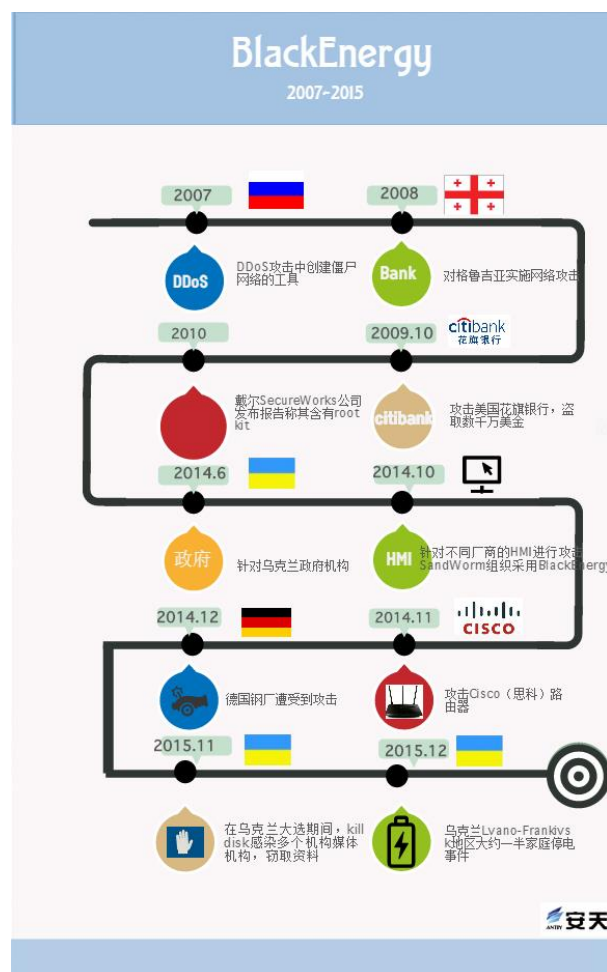 BlackEnergy
2007-2015
2007
2008
DDoS
DDoS攻击中创建僵尸
网络的工具
Bank
对格鲁吉亚实施网络攻击
2010
2009.10
citibank
花旗银行
戴尔SecureWorks公司
发布报告称其含有root
kit
citibank
攻击美国花旗银行，盗
取数千万美金
2014.6
2014.10
政府
针对乌克兰政府机构
HMI
针对不同厂商的HMI进行攻击
SandWorm组织采用BlackEnergy
2014.12
2014.11
CISCO
德国钢厂遭受到攻击
攻击Cisco（思科）路
由器
2015.11
2015.12
在乌克兰大选期间，kill
disk感染多个机构媒体
机构，窃取资料
乌克兰Lvano-Frankivs
k地区大约一半家庭停电
事件
ANTIY
安天